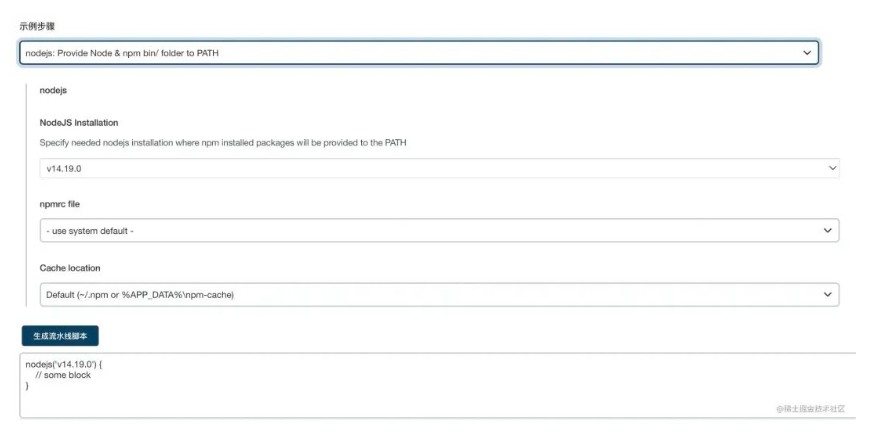 示例步骤
nodejs: Provide Node & npm bin/ folder to PATH
nodejs
NodeJS Installation
Specify needed nodejs installation where npm installed packages will be provided to the PATH
v14.19.0
npmrc file
- use system default -
Cache location
Default (~/.npm or %APP_DATA%\npm-cache)
生成流水线脚本
nodejs('v14.19.0') {
// some block
}
@稀土掘金技术社区